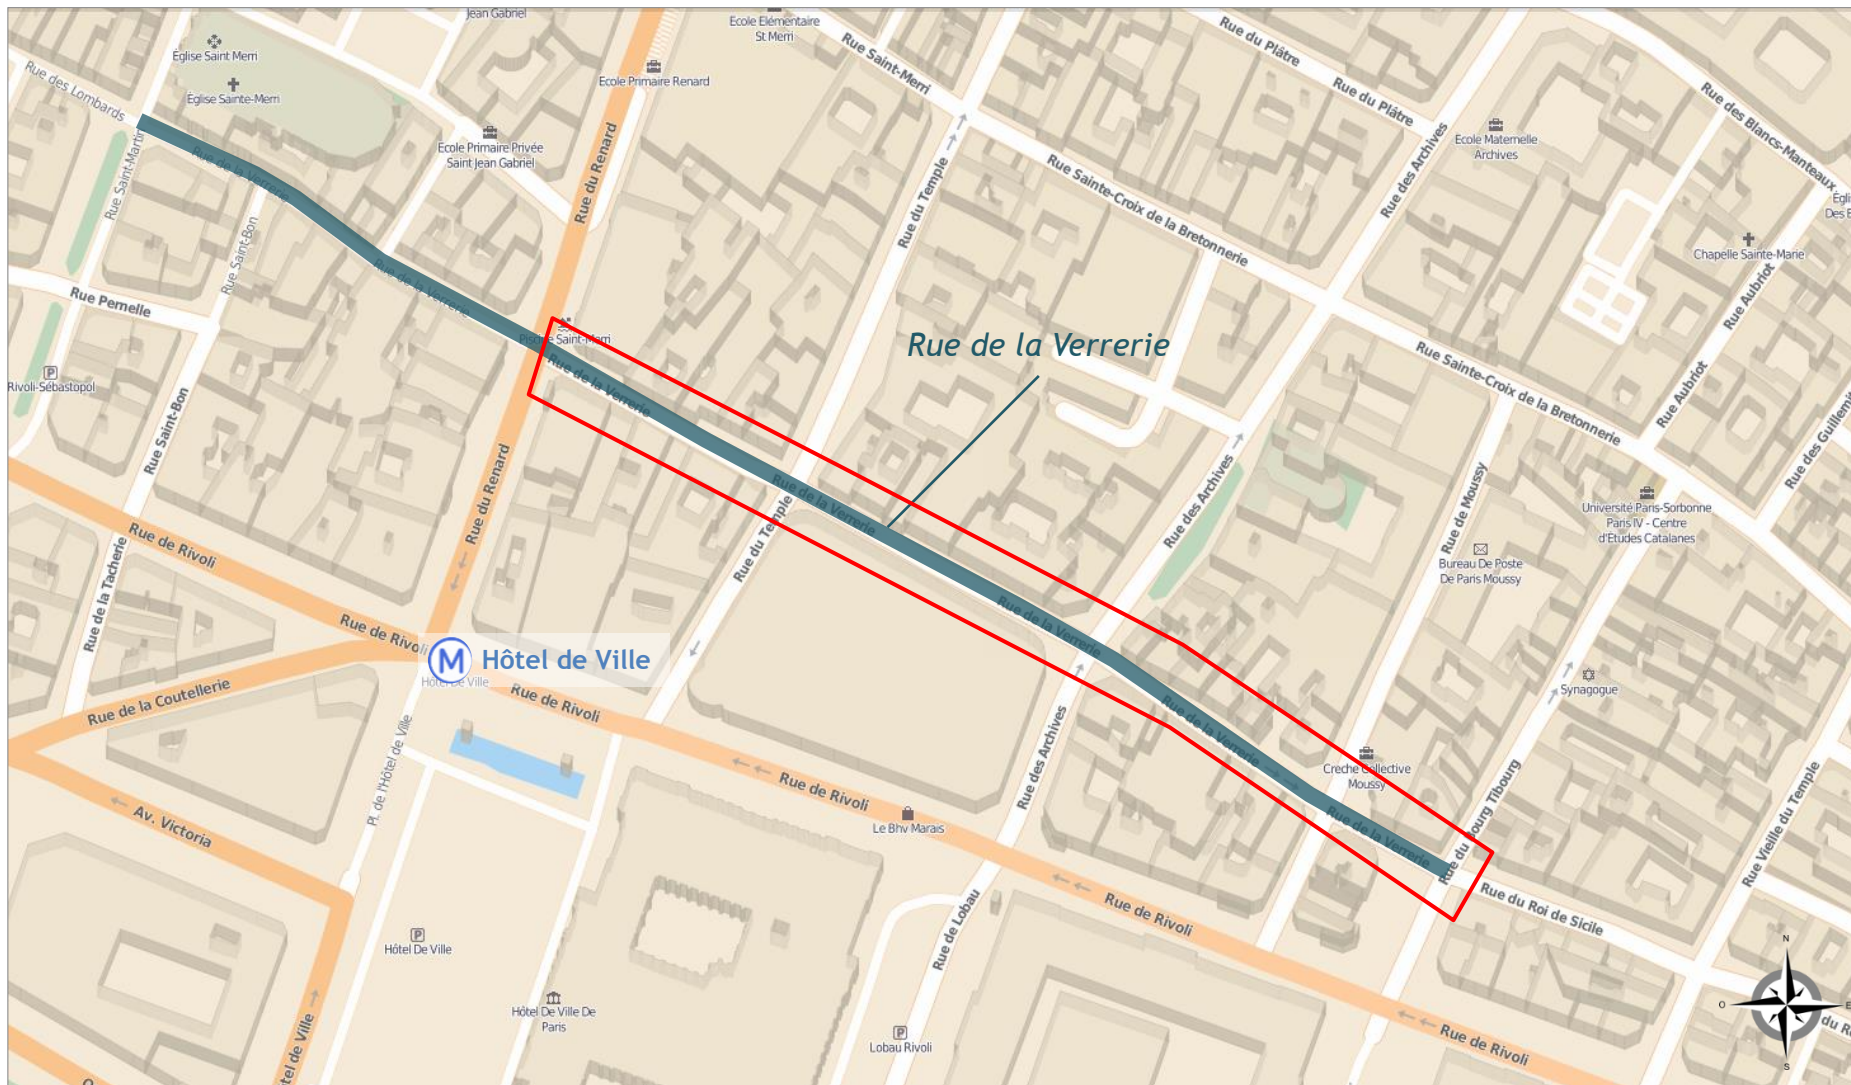 Jean Gabriel
Ecole Elémentaire
St Merri
Rue du Plâtre
Église Saint Merri
Rue Saint-Merri
Ecole Primaire Renard
Rue des Lombards
Église Sainte-Merri
Rue du Plâtre
Rue des Blancs-Manteaux
Ecole Primaire Privée
Saint Jean Gabriel
Ecole Maternelle
Archives
Rue de la Verrerie
Rue Saint-Martin
Rue du Renard
Rue du Temple
Rue Sainte-Croix de la Bretonnerie
Rue des Archives
Rue Saint-Bon
Chapelle Sainte-Marie
Rue Aubriot
Rue Pernelle
Rue de la Verrerie
Piscine Saint-Merri
Rue de la Verrerie
Rue de la Verrerie
P
Rivoli-Sébastopol
Rue Saint-Bon
Rue Sainte-Croix de la Bretonnerie
Rue Aubriot
Rue des Guillemit
Rue du Renard
Rue de la Verrerie
Rue des Archives
Rue de Moussy
Université Paris-Sorbonne
Paris IV - Centre
d'Etudes Catalanes
Rue de Rivoli
Rue du Temple
Bureau De Poste
De Paris Moussy
Rue de la Tacherie
Rue de Rivoli
Rue de la Verrerie
M Hôtel de Ville
Hôtel De Ville
Rue de la Coutellerie
Rue de Rivoli
Synagogue
Pl. de l'Hôtel de Ville
Rue de la Verrerie
Rue des Archives
Rue de Rivoli
Creche Collective
Moussy
Rue du Bourg Tibourg
Rue Vieille du Temple
Av. Victoria
Le Bhv Marais
Rue de la Verrerie
Rue de Rivoli
Rue du Roi de Sicile
Rue de Lobau
P
Hôtel De Ville
N
O
E
S
Hôtel De Ville De
Paris
P
Lobau Rivoli
Rue de Rivoli